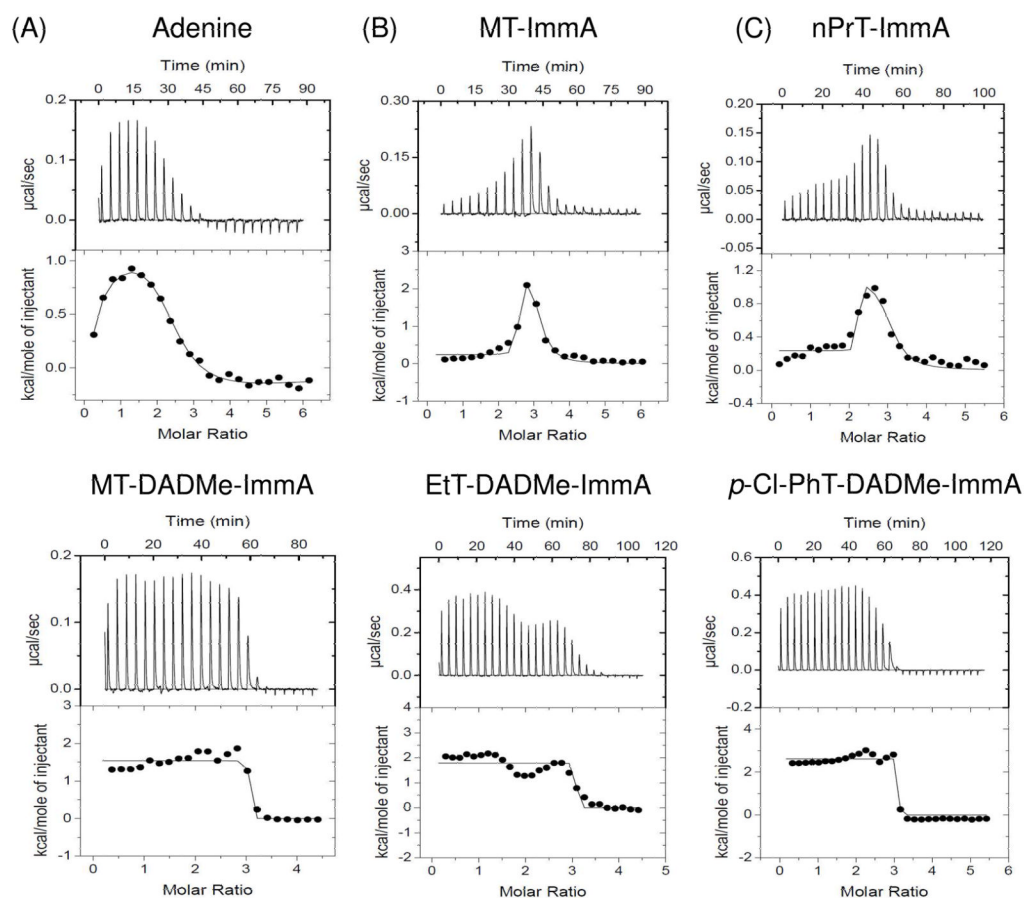 (A) Adenine
Time (min)
0 15 30 45 60 75 90
0.2
0.1
0.0
µcal/sec
1.0
0.0
kcal/mole of injectant
0 1 2 3 4 5 6
Molar Ratio
(B) MT-ImmA
Time (min)
0 15 30 45 60 75 90
0.30
0.15
0.00
µcal/sec
3
2
1
0
-1
kcal/mole of injectant
0 1 2 3 4 5 6
Molar Ratio
(C) nPrT-ImmA
Time (min)
0 20 40 60 80 100
0.20
0.15
0.10
0.05
0.00
-0.05
µcal/sec
1.2
0.8
0.4
0.0
-0.4
kcal/mole of injectant
0 1 2 3 4 5 6
Molar Ratio
MT-DADMe-ImmA
Time (min)
0 20 40 60 80
0.2
0.1
0.0
µcal/sec
3
2
1
0
-1
kcal/mole of injectant
0 1 2 3 4
Molar Ratio
EtT-DADMe-ImmA
Time (min)
0 20 40 60 80 100 120
0.4
0.2
0.0
µcal/sec
4
3
2
1
0
-1
-2
kcal/mole of injectant
0 1 2 3 4 5
Molar Ratio
p-Cl-PhT-DADMe-ImmA
Time (min)
0 20 40 60 80 100 120
0.6
0.4
0.2
0.0
-0.2
µcal/sec
4
2
0
-2
kcal/mole of injectant
0 1 2 3 4 5 6
Molar Ratio